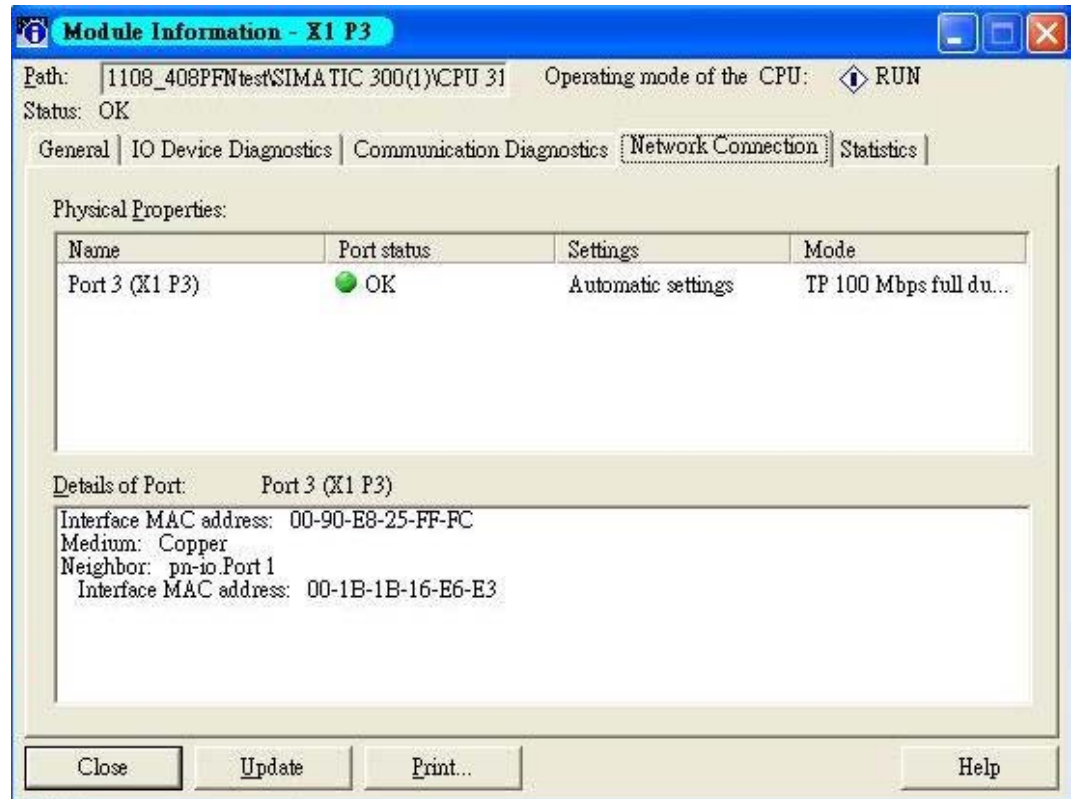 Module Information - X1 P3
Path: 1108_408PFNtest\SIMATIC 300(1)\CPU 31 Operating mode of the CPU: RUN
Status: OK
General IO Device Diagnostics Communication Diagnostics Network Connection Statistics
Physical Properties:
Name Port status Settings Mode
Port 3 (X1 P3) OK Automatic settings TP 100 Mbps full du...
Details of Port: Port 3 (X1 P3)
Interface MAC address: 00-90-E8-25-FF-FC
Medium: Copper
Neighbor: pn-io.Port 1
Interface MAC address: 00-1B-1B-16-E6-E3
Close Update Print... Help